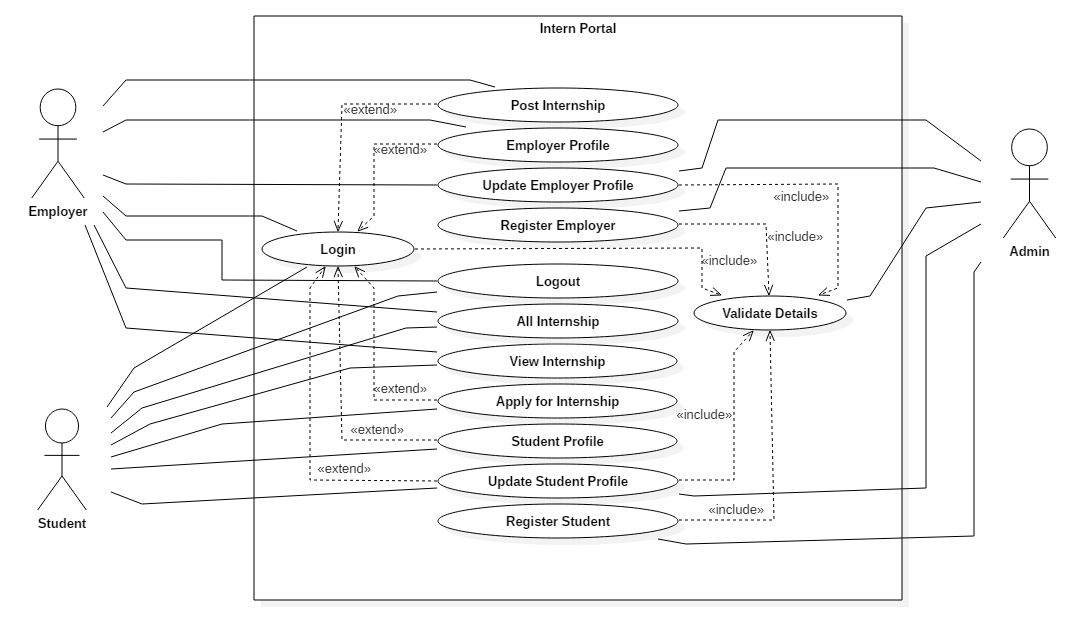 Intern Portal
Post Internship
«extend»
Employer Profile
«extend»
Update Employer Profile
«include»
Employer
Register Employer
«include»
Login
Admin
«include»
Logout
Validate Details
All Internship
View Internship
«extend»
Apply for Internship
«include»
«extend»
Student Profile
«extend»
Update Student Profile
«include»
Student
Register Student